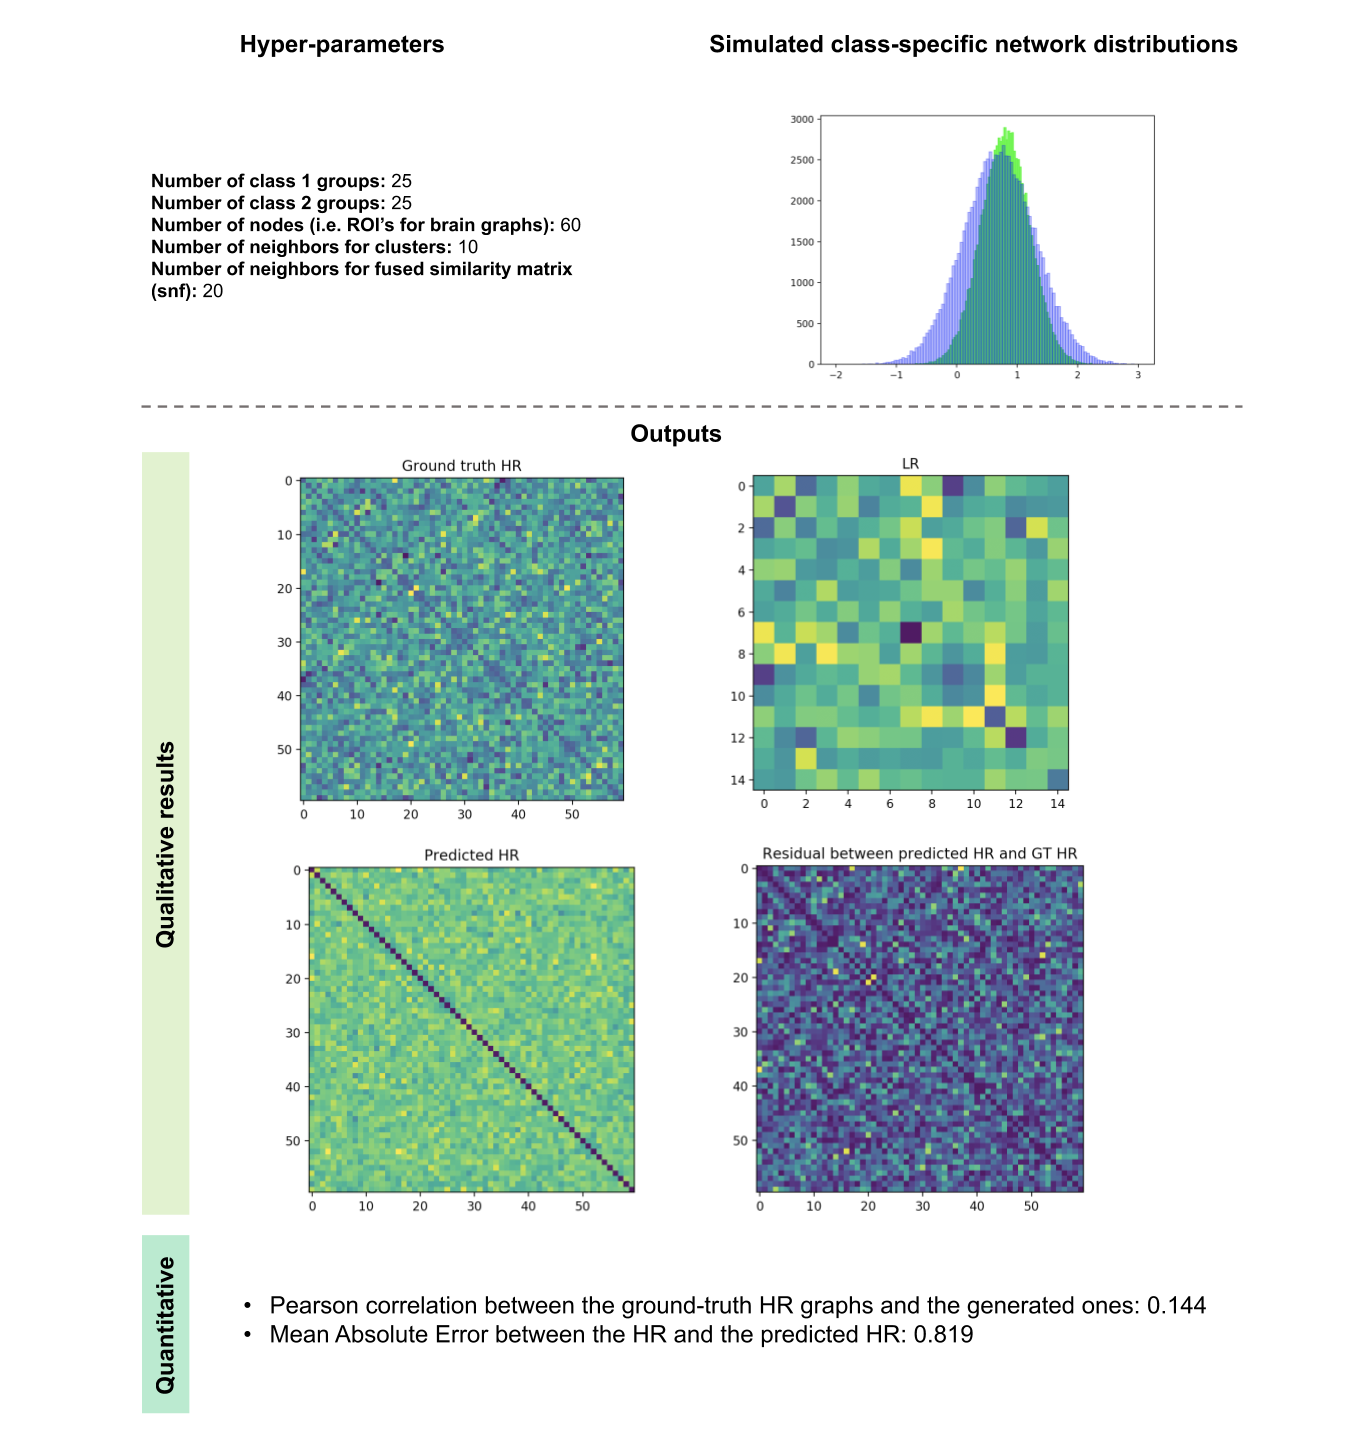 Hyper-parameters
Simulated class-specific network distributions
Number of class 1 groups: 25
Number of class 2 groups: 25
Number of nodes (i.e. ROI's for brain graphs): 60
Number of neighbors for clusters: 10
Number of neighbors for fused similarity matrix
(snf): 20
3000
2500
2000
1500
1000
500
0
−2 −1 0 1 2 3
Outputs
Qualitative results
Ground truth HR
0
10
20
30
40
50
0 10 20 30 40 50
LR
0
2
4
6
8
10
12
14
0 2 4 6 8 10 12 14
Predicted HR
0
10
20
30
40
50
0 10 20 30 40 50
Residual between predicted HR and GT HR
0
10
20
30
40
50
0 10 20 30 40 50
Quantitative
• Pearson correlation between the ground-truth HR graphs and the generated ones: 0.144
• Mean Absolute Error between the HR and the predicted HR: 0.819